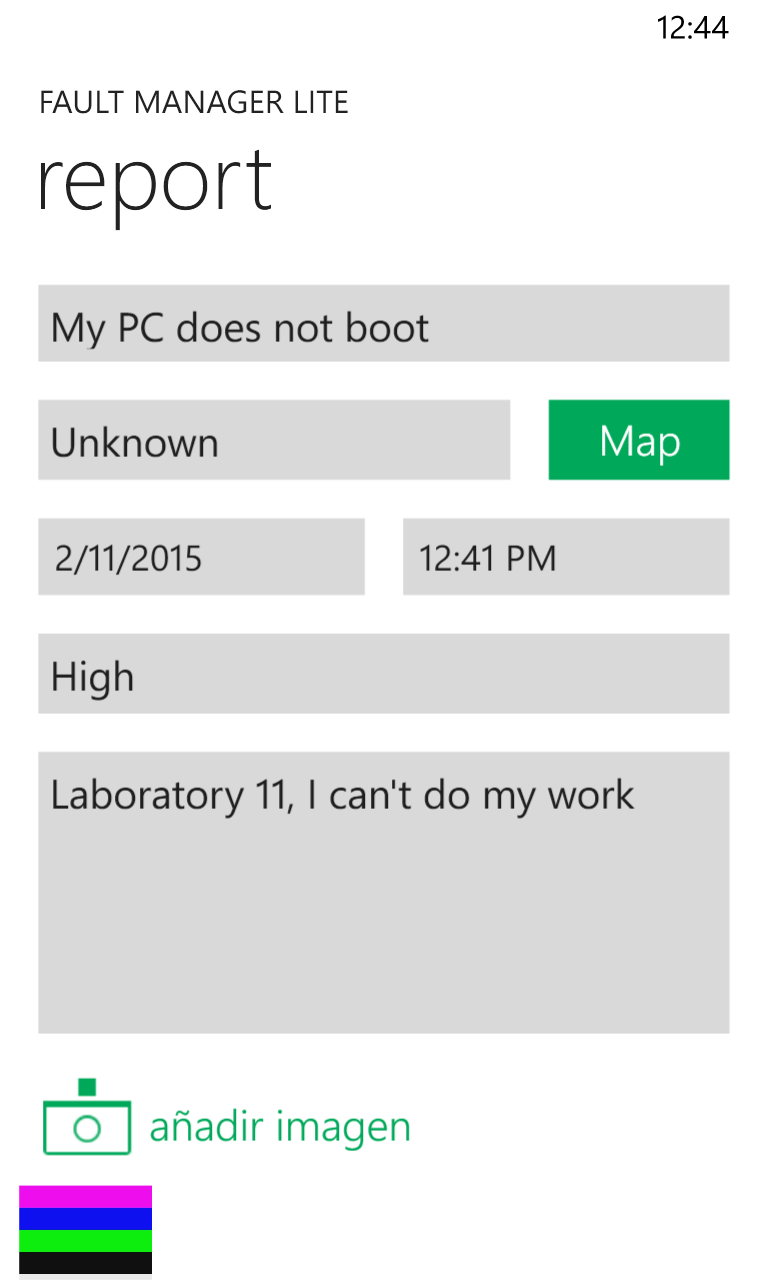 12:44
FAULT MANAGER LITE
report
My PC does not boot
Unknown
Map
2/11/2015
12:41 PM
High
Laboratory 11, I can't do my work
añadir imagen